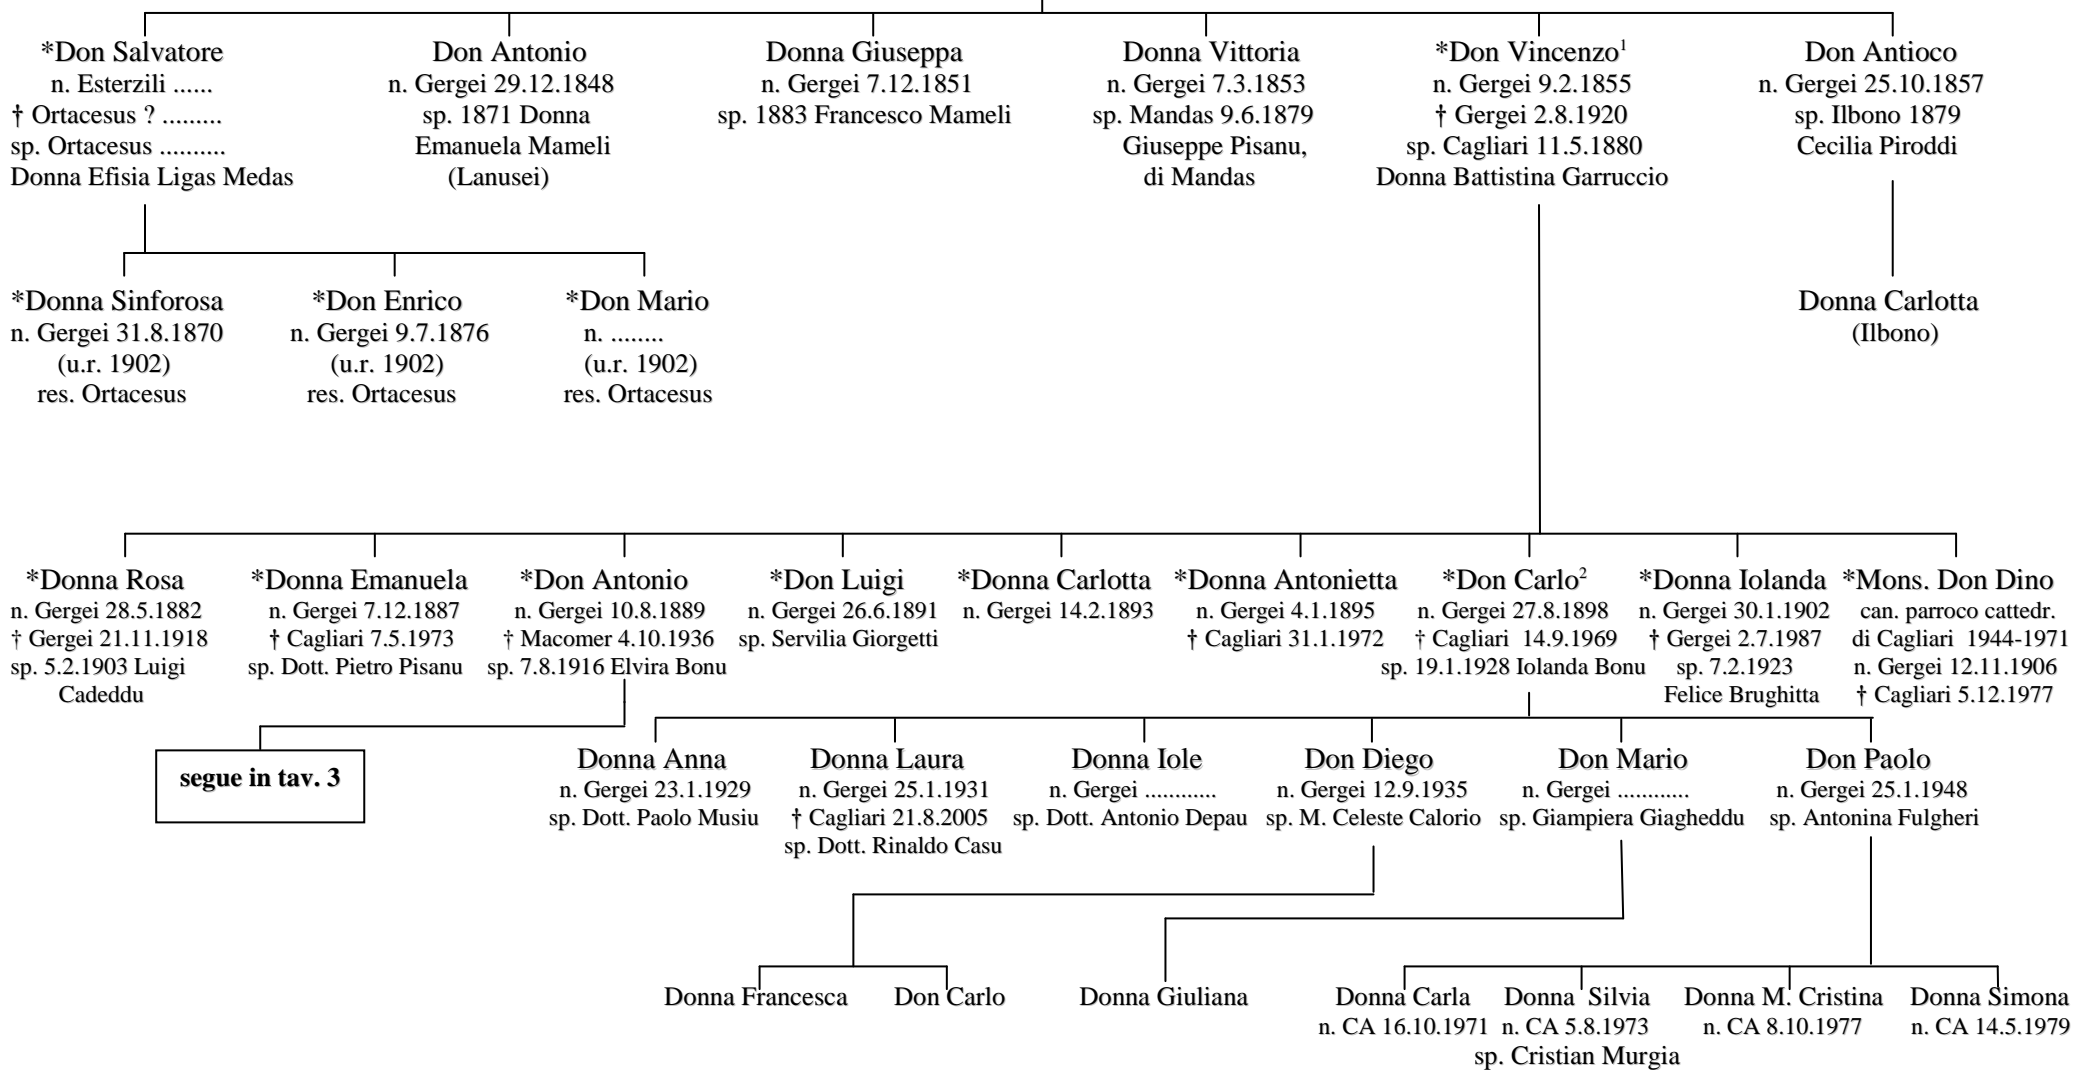 *Don Salvatore
n. Esterzili ......
† Ortacesus ? .........
sp. Ortacesus ..........
Donna Efisia Ligas Medas
Don Antonio
n. Gergei 29.12.1848
sp. 1871 Donna
Emanuela Mameli
(Lanusei)
Donna Giuseppa
n. Gergei 7.12.1851
sp. 1883 Francesco Mameli
Donna Vittoria
n. Gergei 7.3.1853
sp. Mandas 9.6.1879
Giuseppe Pisanu,
di Mandas
*Don Vincenzo¹
n. Gergei 9.2.1855
† Gergei 2.8.1920
sp. Cagliari 11.5.1880
Donna Battistina Garruccio
Don Antioco
n. Gergei 25.10.1857
sp. Ilbono 1879
Cecilia Piroddi
*Donna Sinforosa
n. Gergei 31.8.1870
(u.r. 1902)
res. Ortacesus
*Don Enrico
n. Gergei 9.7.1876
(u.r. 1902)
res. Ortacesus
*Don Mario
n. ........
(u.r. 1902)
res. Ortacesus
Donna Carlotta
(Ilbono)
*Donna Rosa
n. Gergei 28.5.1882
† Gergei 21.11.1918
sp. 5.2.1903 Luigi
Cadeddu
*Donna Emanuela
n. Gergei 7.12.1887
† Cagliari 7.5.1973
sp. Dott. Pietro Pisanu
*Don Antonio
n. Gergei 10.8.1889
† Macomer 4.10.1936
sp. 7.8.1916 Elvira Bonu
*Don Luigi
n. Gergei 26.6.1891
sp. Servilia Giorgetti
*Donna Carlotta
n. Gergei 14.2.1893
*Donna Antonietta
n. Gergei 4.1.1895
† Cagliari 31.1.1972
*Don Carlo²
n. Gergei 27.8.1898
† Cagliari 14.9.1969
sp. 19.1.1928 Iolanda Bonu
*Donna Iolanda
n. Gergei 30.1.1902
† Gergei 2.7.1987
sp. 7.2.1923
Felice Brughitta
*Mons. Don Dino
can. parroco cattedr.
di Cagliari 1944-1971
n. Gergei 12.11.1906
† Cagliari 5.12.1977
segue in tav. 3
Donna Anna
n. Gergei 23.1.1929
sp. Dott. Paolo Musiu
Donna Laura
n. Gergei 25.1.1931
† Cagliari 21.8.2005
sp. Dott. Rinaldo Casu
Donna Iole
n. Gergei ............
sp. Dott. Antonio Depau
Don Diego
n. Gergei 12.9.1935
sp. M. Celeste Calorio
Don Mario
n. Gergei ............
sp. Giampiera Giagheddu
Don Paolo
n. Gergei 25.1.1948
sp. Antonina Fulgheri
Donna Francesca
Don Carlo
Donna Giuliana
Donna Carla
n. CA 16.10.1971
Donna Silvia
n. CA 5.8.1973
sp. Cristian Murgia
Donna M. Cristina
n. CA 8.10.1977
Donna Simona
n. CA 14.5.1979